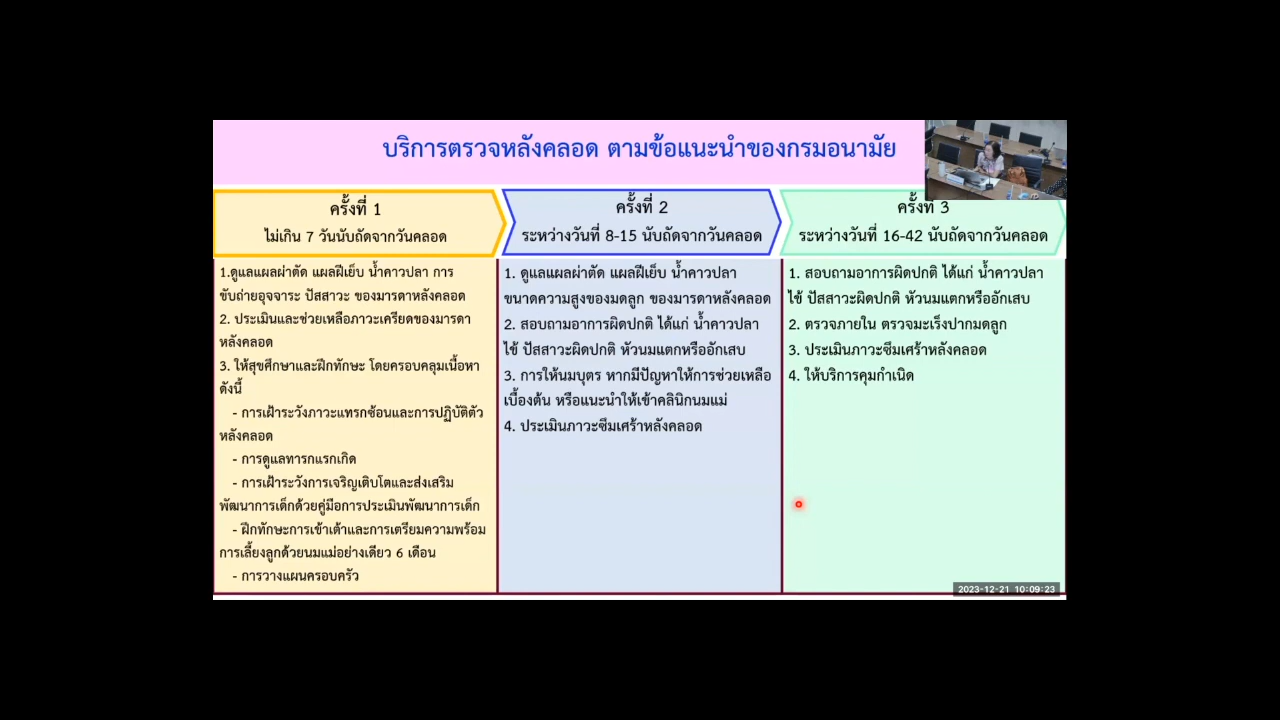 บริการตรวจหลังคลอด ตามข้อแนะนำของกรมอนามัย
ครั้งที่ 1
ไม่เกิน 7 วันนับถัดจากวันคลอด
1.ดูแลแผลผ่าตัด แผลฝีเย็บ น้ำคาวปลา การ
ขับถ่ายอุจจาระ ปัสสาวะ ของมารดาหลังคลอด
2. ประเมินและช่วยเหลือภาวะเครียดของมารดา
หลังคลอด
3. ให้สุขศึกษาและฝึกทักษะ โดยครอบคลุมเนื้อหา
ดังนี้
- การเฝ้าระวังภาวะแทรกซ้อนและการปฏิบัติตัว
หลังคลอด
- การดูแลทารกแรกเกิด
- การเฝ้าระวังการเจริญเติบโตและส่งเสริม
พัฒนาการเด็กด้วยคู่มือการประเมินพัฒนาการเด็ก
- ฝึกทักษะการเข้าเต้าและการเตรียมความพร้อม
การเลี้ยงลูกด้วยนมแม่อย่างเดียว 6 เดือน
- การวางแผนครอบครัว
ครั้งที่ 2
ระหว่างวันที่ 8-15 นับถัดจากวันคลอด
1. ดูแลแผลผ่าตัด แผลฝีเย็บ น้ำคาวปลา
ขนาดความสูงของมดลูก ของมารดาหลังคลอด
2. สอบถามอาการผิดปกติ ได้แก่ น้ำคาวปลา
ไข้ ปัสสาวะผิดปกติ หัวนมแตกหรืออักเสบ
3. การให้นมบุตร หากมีปัญหาให้การช่วยเหลือ
เบื้องต้น หรือแนะนำให้เข้าคลินิกนมแม่
4. ประเมินภาวะซึมเศร้าหลังคลอด
ครั้งที่ 3
ระหว่างวันที่ 16-42 นับถัดจากวันคลอด
1. สอบถามอาการผิดปกติ ได้แก่ น้ำคาวปลา
ไข้ ปัสสาวะผิดปกติ หัวนมแตกหรืออักเสบ
2. ตรวจภายใน ตรวจมะเร็งปากมดลูก
3. ประเมินภาวะซึมเศร้าหลังคลอด
4. ให้บริการคุมกำเนิด
2023-12-21 10:09:23